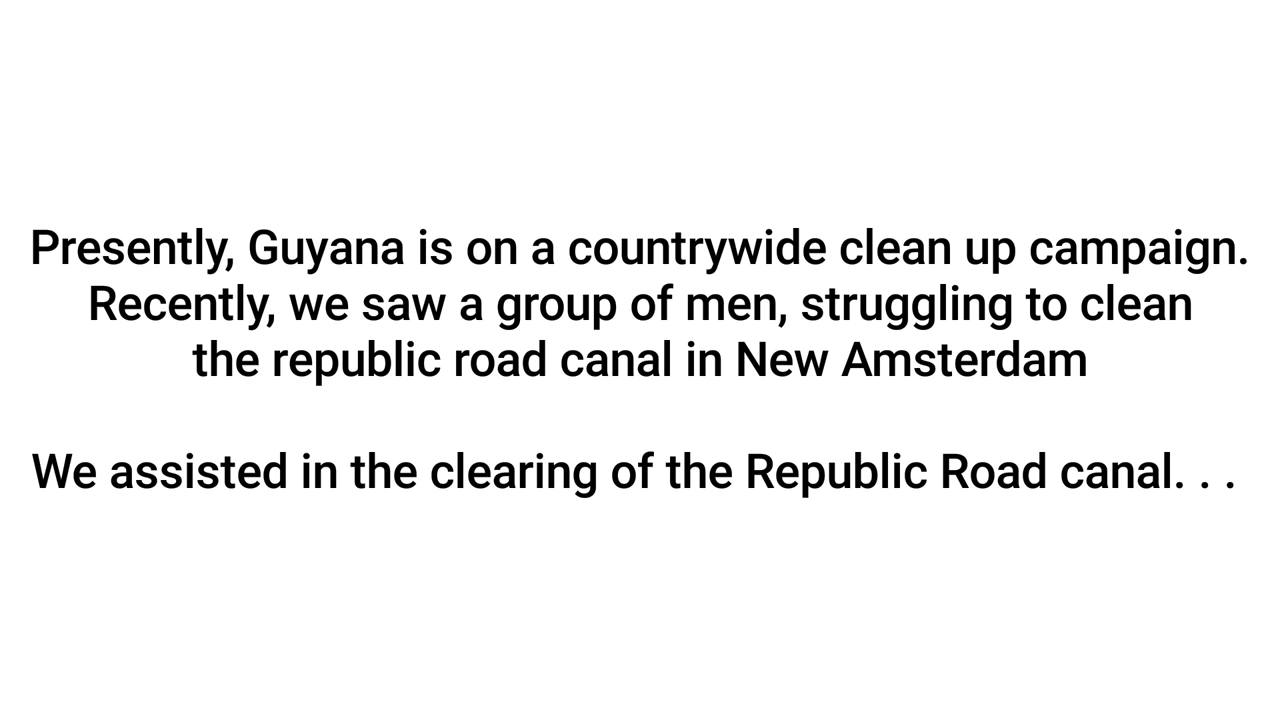 Presently, Guyana is on a countrywide clean up campaign.
Recently, we saw a group of men, struggling to clean
the republic road canal in New Amsterdam
We assisted in the clearing of the Republic Road canal. . .